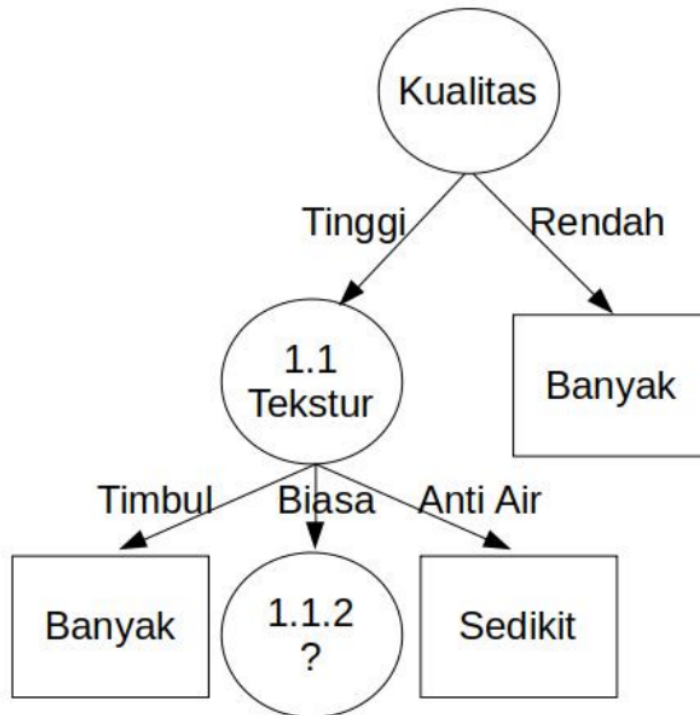 Kualitas
Tinggi
Rendah
1.1
Tekstur
Banyak
Timbul
Biasa
Anti Air
Banyak
1.1.2
?
Sedikit